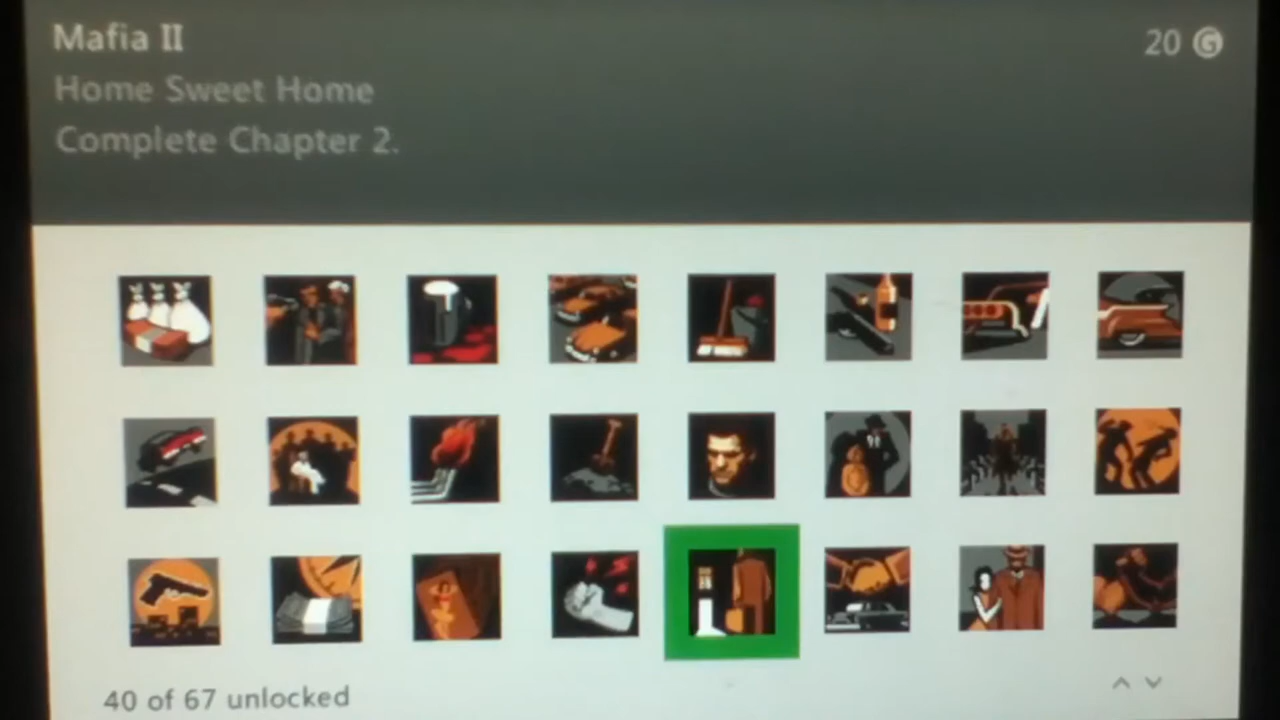 Mafia II
20 G
Home Sweet Home
Complete Chapter 2.
40 of 67 unlocked